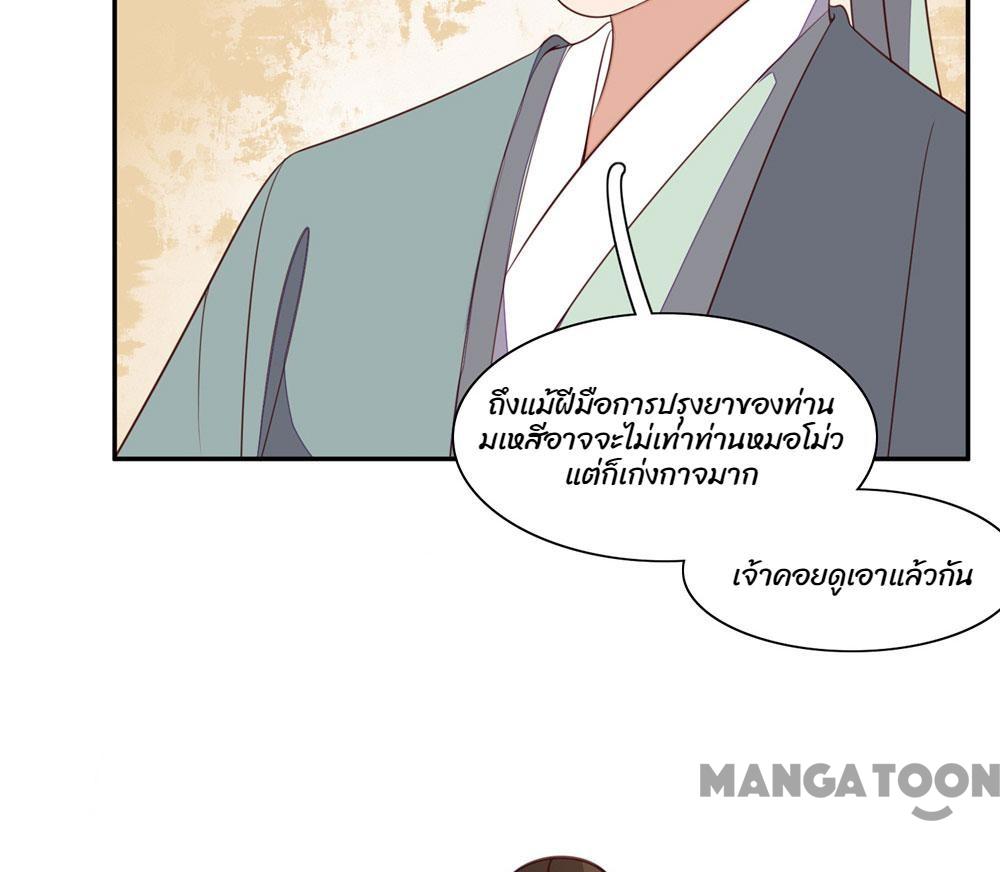 ถึงแม้ฝีมือการปรุงยาของท่าน
มเหสีอาจจะไม่เท่าท่านหมอโม่ว
แต่ก็เก่งกาจมาก
เจ้าคอยดูเอาแล้วกัน
MANGATOON